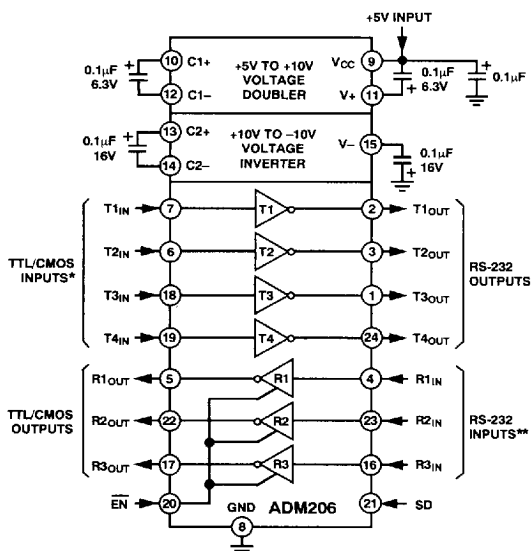 +5V INPUT
0.1µF
6.3V
+
10
C1+
12
C1–
+5V TO +10V
VOLTAGE
DOUBLER
VCC
9
V+
11
+
0.1µF
6.3V
0.1µF
0.1µF
16V
+
13
C2+
14
C2–
+10V TO –10V
VOLTAGE
INVERTER
15
V–
0.1µF
+
16V
TTL/CMOS
INPUTS*
T1IN
7
T1
2
T1OUT
T2IN
6
T2
3
T2OUT
T3IN
18
T3
1
T3OUT
T4IN
19
T4
24
T4OUT
RS-232
OUTPUTS
TTL/CMOS
OUTPUTS
R1OUT
5
R1
4
R1IN
R2OUT
22
R2
23
R2IN
R3OUT
17
R3
16
R3IN
RS-232
INPUTS**
EN
20
GND
8
ADM206
21
SD